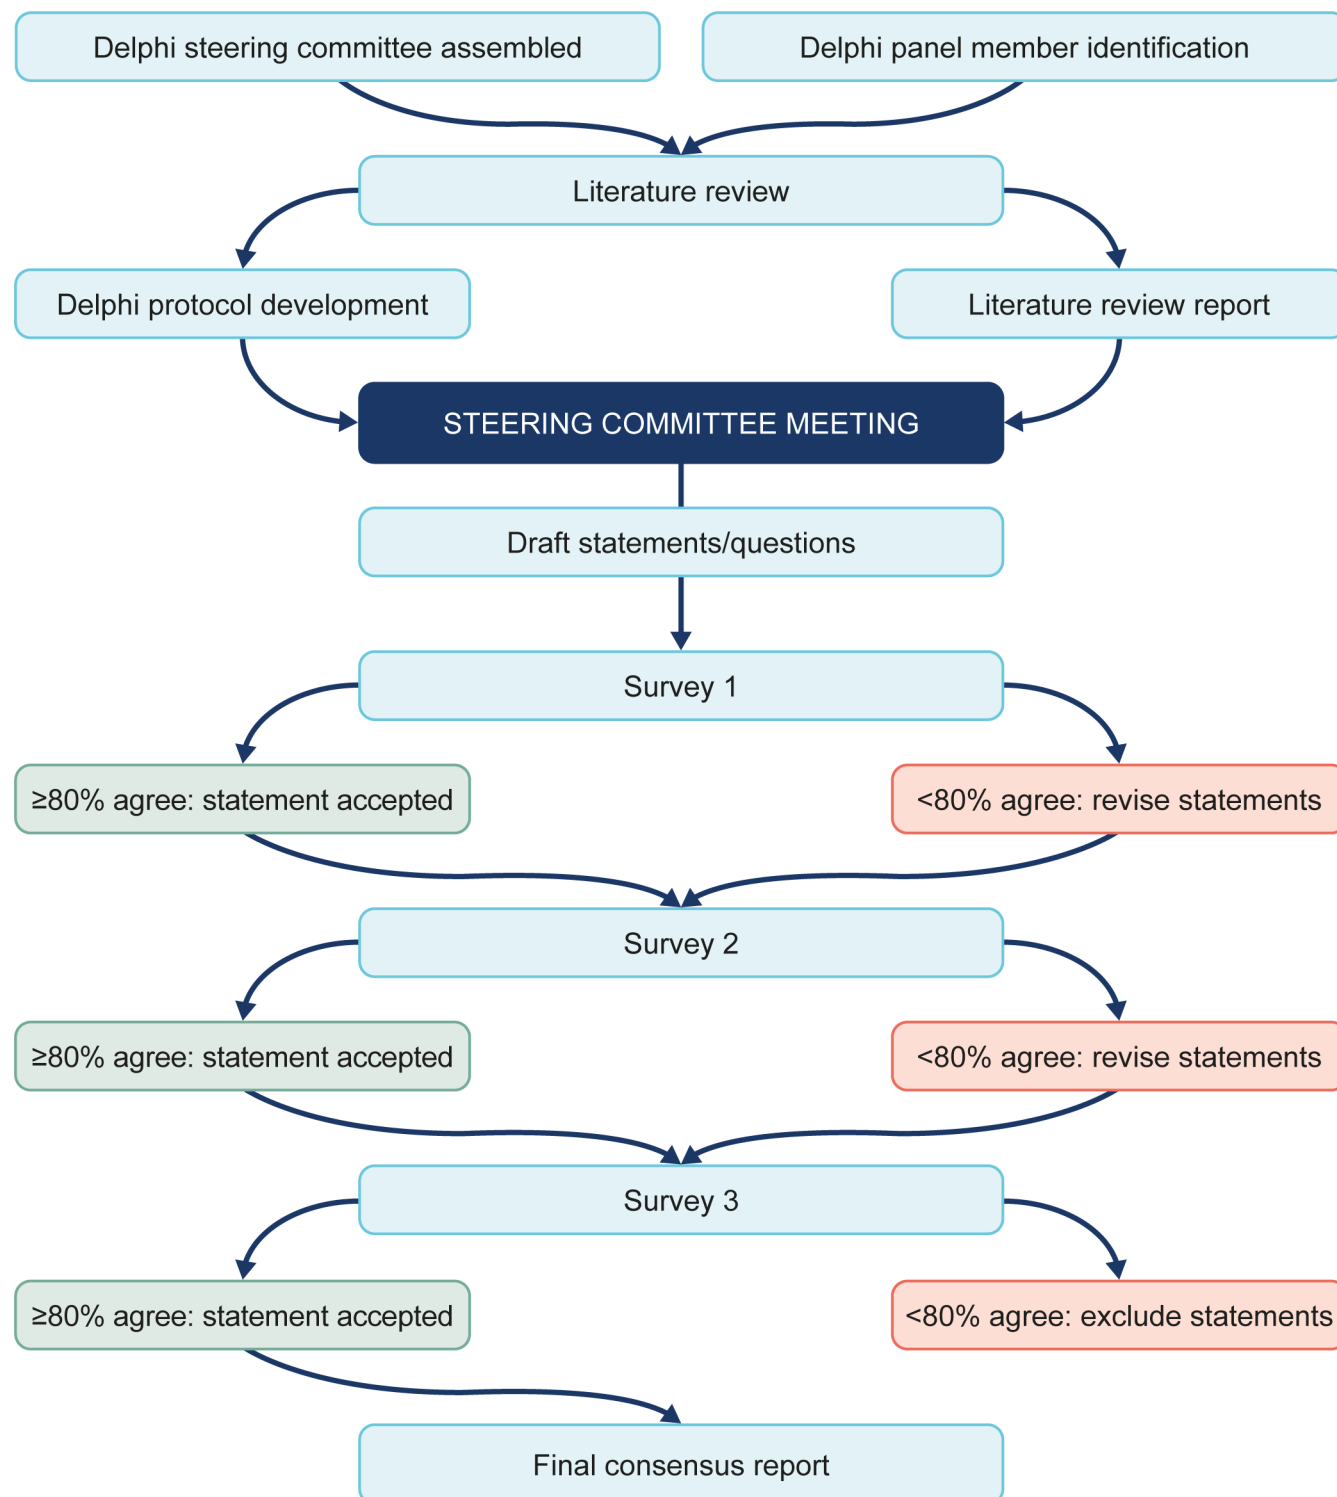 Delphi steering committee assembled
Delphi panel member identification
Literature review
Delphi protocol development
Literature review report
STEERING COMMITTEE MEETING
Draft statements/questions
Survey 1
≥80% agree: statement accepted
<80% agree: revise statements
Survey 2
≥80% agree: statement accepted
<80% agree: revise statements
Survey 3
≥80% agree: statement accepted
<80% agree: exclude statements
Final consensus report